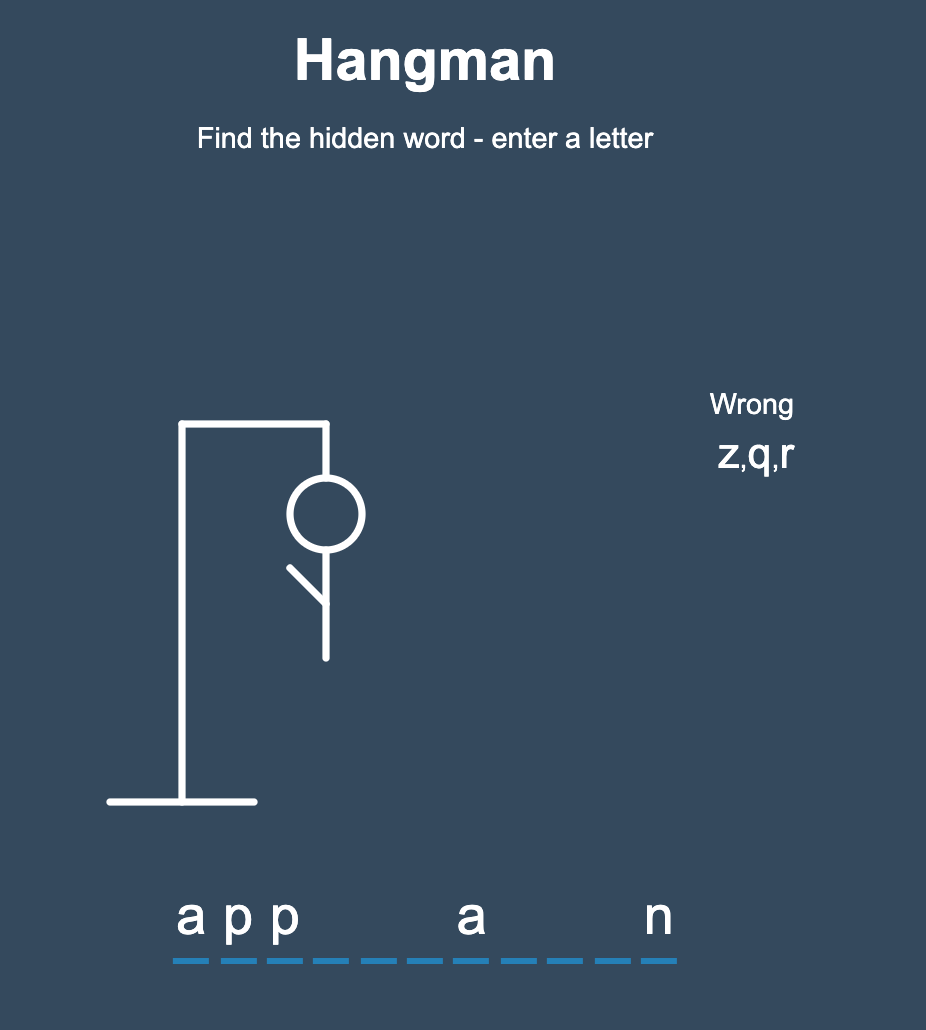 Hangman
Find the hidden word - enter a letter
Wrong
z,q,r
a p p _ _ _ a _ _ _ n